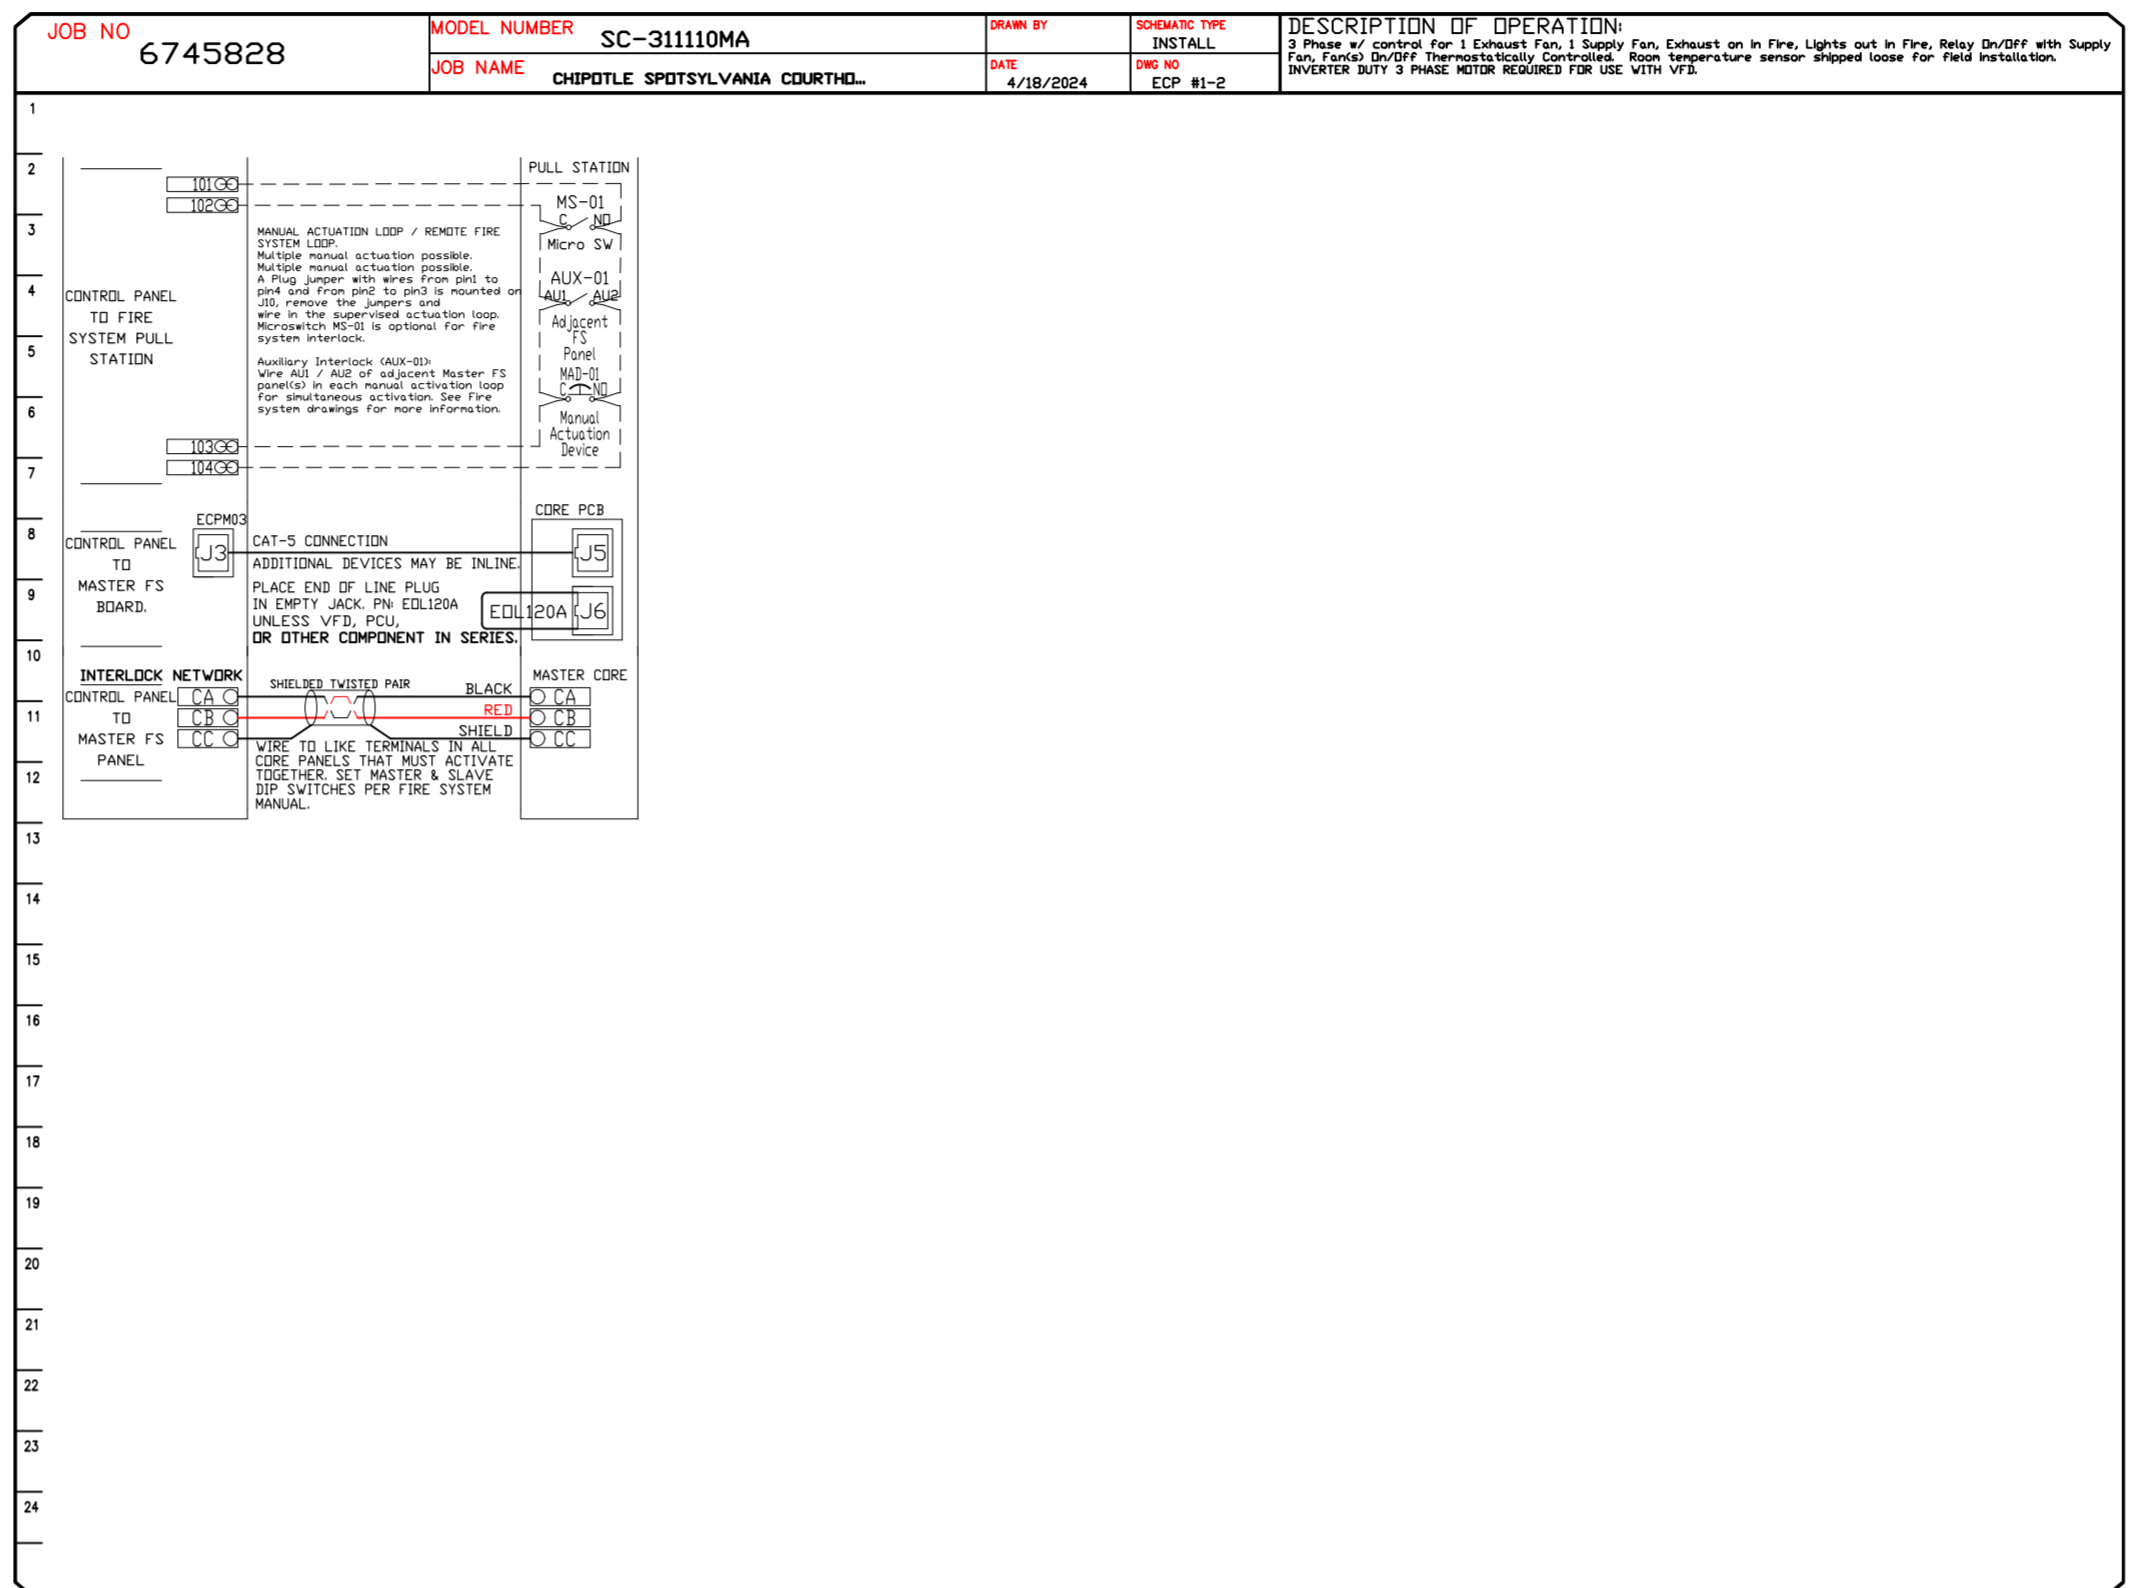 JOB NO
6745828
MODEL NUMBER
SC-311110MA
JOB NAME
CHIPOTLE SPOTSYLVANIA COURTHO...
DRAWN BY
SCHEMATIC TYPE
INSTALL
DATE
4/18/2024
DWG NO
ECP #1-2
DESCRIPTION OF OPERATION:
3 Phase w/ control for 1 Exhaust Fan, 1 Supply Fan, Exhaust on in Fire, Lights out in Fire, Relay On/Off with Supply
Fan, Fan(s) On/Off Thermostatically Controlled. Room temperature sensor shipped loose for field installation.
INVERTER DUTY 3 PHASE MOTOR REQUIRED FOR USE WITH VFD.
1
2
3
4
5
6
7
8
9
10
11
12
13
14
15
16
17
18
19
20
21
22
23
24
CONTROL PANEL
TO FIRE
SYSTEM PULL
STATION
101
102
103
104
MANUAL ACTUATION LOOP / REMOTE FIRE
SYSTEM LOOP.
Multiple manual actuation possible.
Multiple manual actuation possible.
A Plug jumper with wires from pin1 to
pin4 and from pin2 to pin3 is mounted on
J10, remove the jumpers and
wire in the supervised actuation loop.
Microswitch MS-01 is optional for fire
system interlock.
Auxiliary Interlock (AUX-01):
Wire AU1 / AU2 of adjacent Master FS
panel(s) in each manual activation loop
for simultaneous activation. See Fire
system drawings for more information.
PULL STATION
MS-01
C NO
Micro SW
AUX-01
AU1 AU2
Adjacent
FS
Panel
MAD-01
C NO
Manual
Actuation
Device
CONTROL PANEL
TO
MASTER FS
BOARD.
ECPM03
J3
CAT-5 CONNECTION
ADDITIONAL DEVICES MAY BE INLINE.
PLACE END OF LINE PLUG
IN EMPTY JACK. PN: EOL120A
UNLESS VFD, PCU,
OR OTHER COMPONENT IN SERIES.
CORE PCB
J5
EOL120A
J6
INTERLOCK NETWORK
CONTROL PANEL
TO
MASTER FS
PANEL
CA
CB
CC
SHIELDED TWISTED PAIR
BLACK
RED
SHIELD
WIRE TO LIKE TERMINALS IN ALL
CORE PANELS THAT MUST ACTIVATE
TOGETHER. SET MASTER & SLAVE
DIP SWITCHES PER FIRE SYSTEM
MANUAL.
MASTER CORE
CA
CB
CC